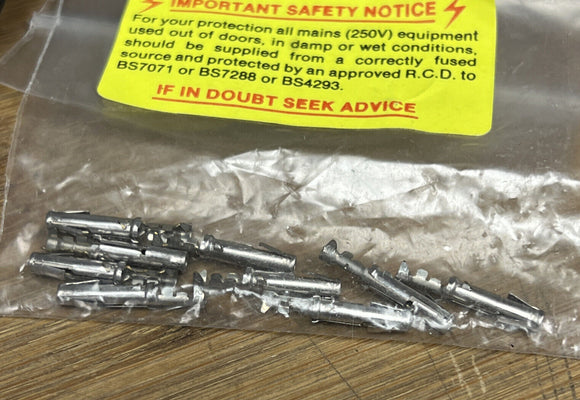 IMPORTANT SAFETY NOTICE
For your protection all mains (250V) equipment
used out of doors, in damp or wet conditions,
should be supplied from a correctly fused
source and protected by an approved R.C.D. to
BS7071 or BS7288 or BS4293.
IF IN DOUBT SEEK ADVICE